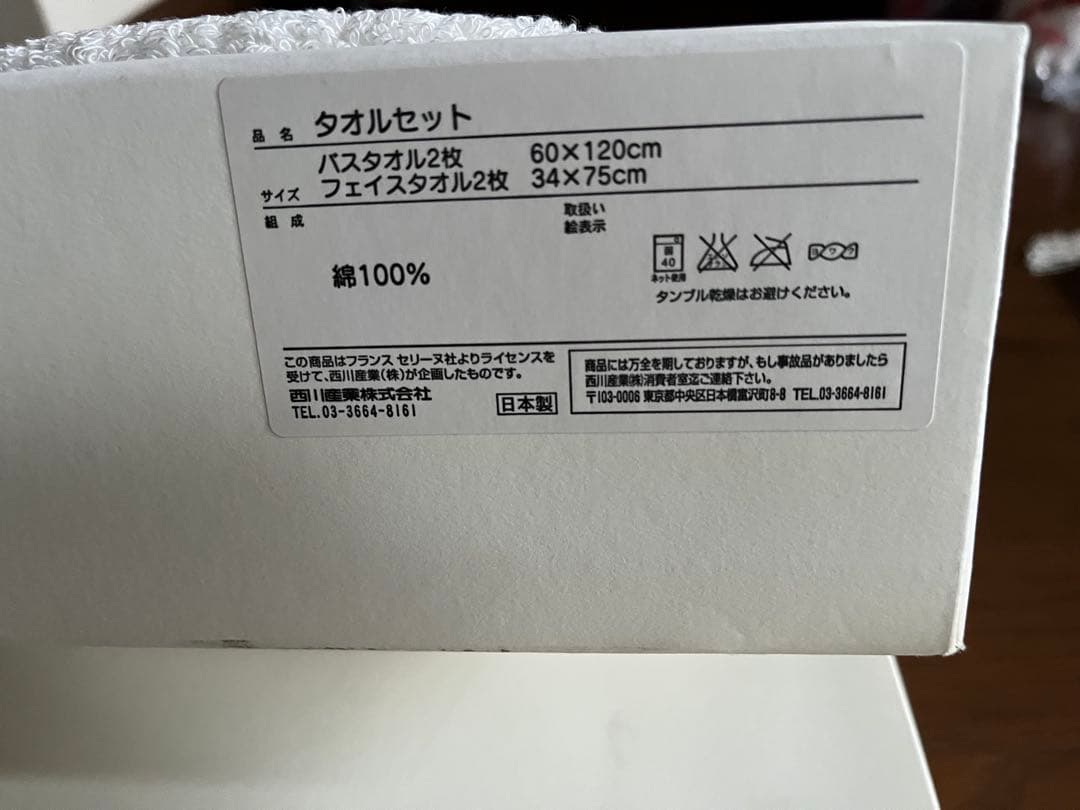 品名 タオルセット
バスタオル2枚 60×120cm
サイズ フェイスタオル2枚 34×75cm
組成
取扱い
絵表示
綿100%
40
ネット使用
ヨワク
タンブル乾燥はお避けください。
この商品はフランス セリーヌ社よりライセンスを
受けて、西川産業(株)が企画したものです。
西川産業株式会社
TEL.03-3664-8161
日本製
商品には万全を期しておりますが、もし事故品がありましたら
西川産業㈱消費者室迄ご連絡下さい。
〒103-0006 東京都中央区日本橋富沢町8-8 TEL.03-3664-8161